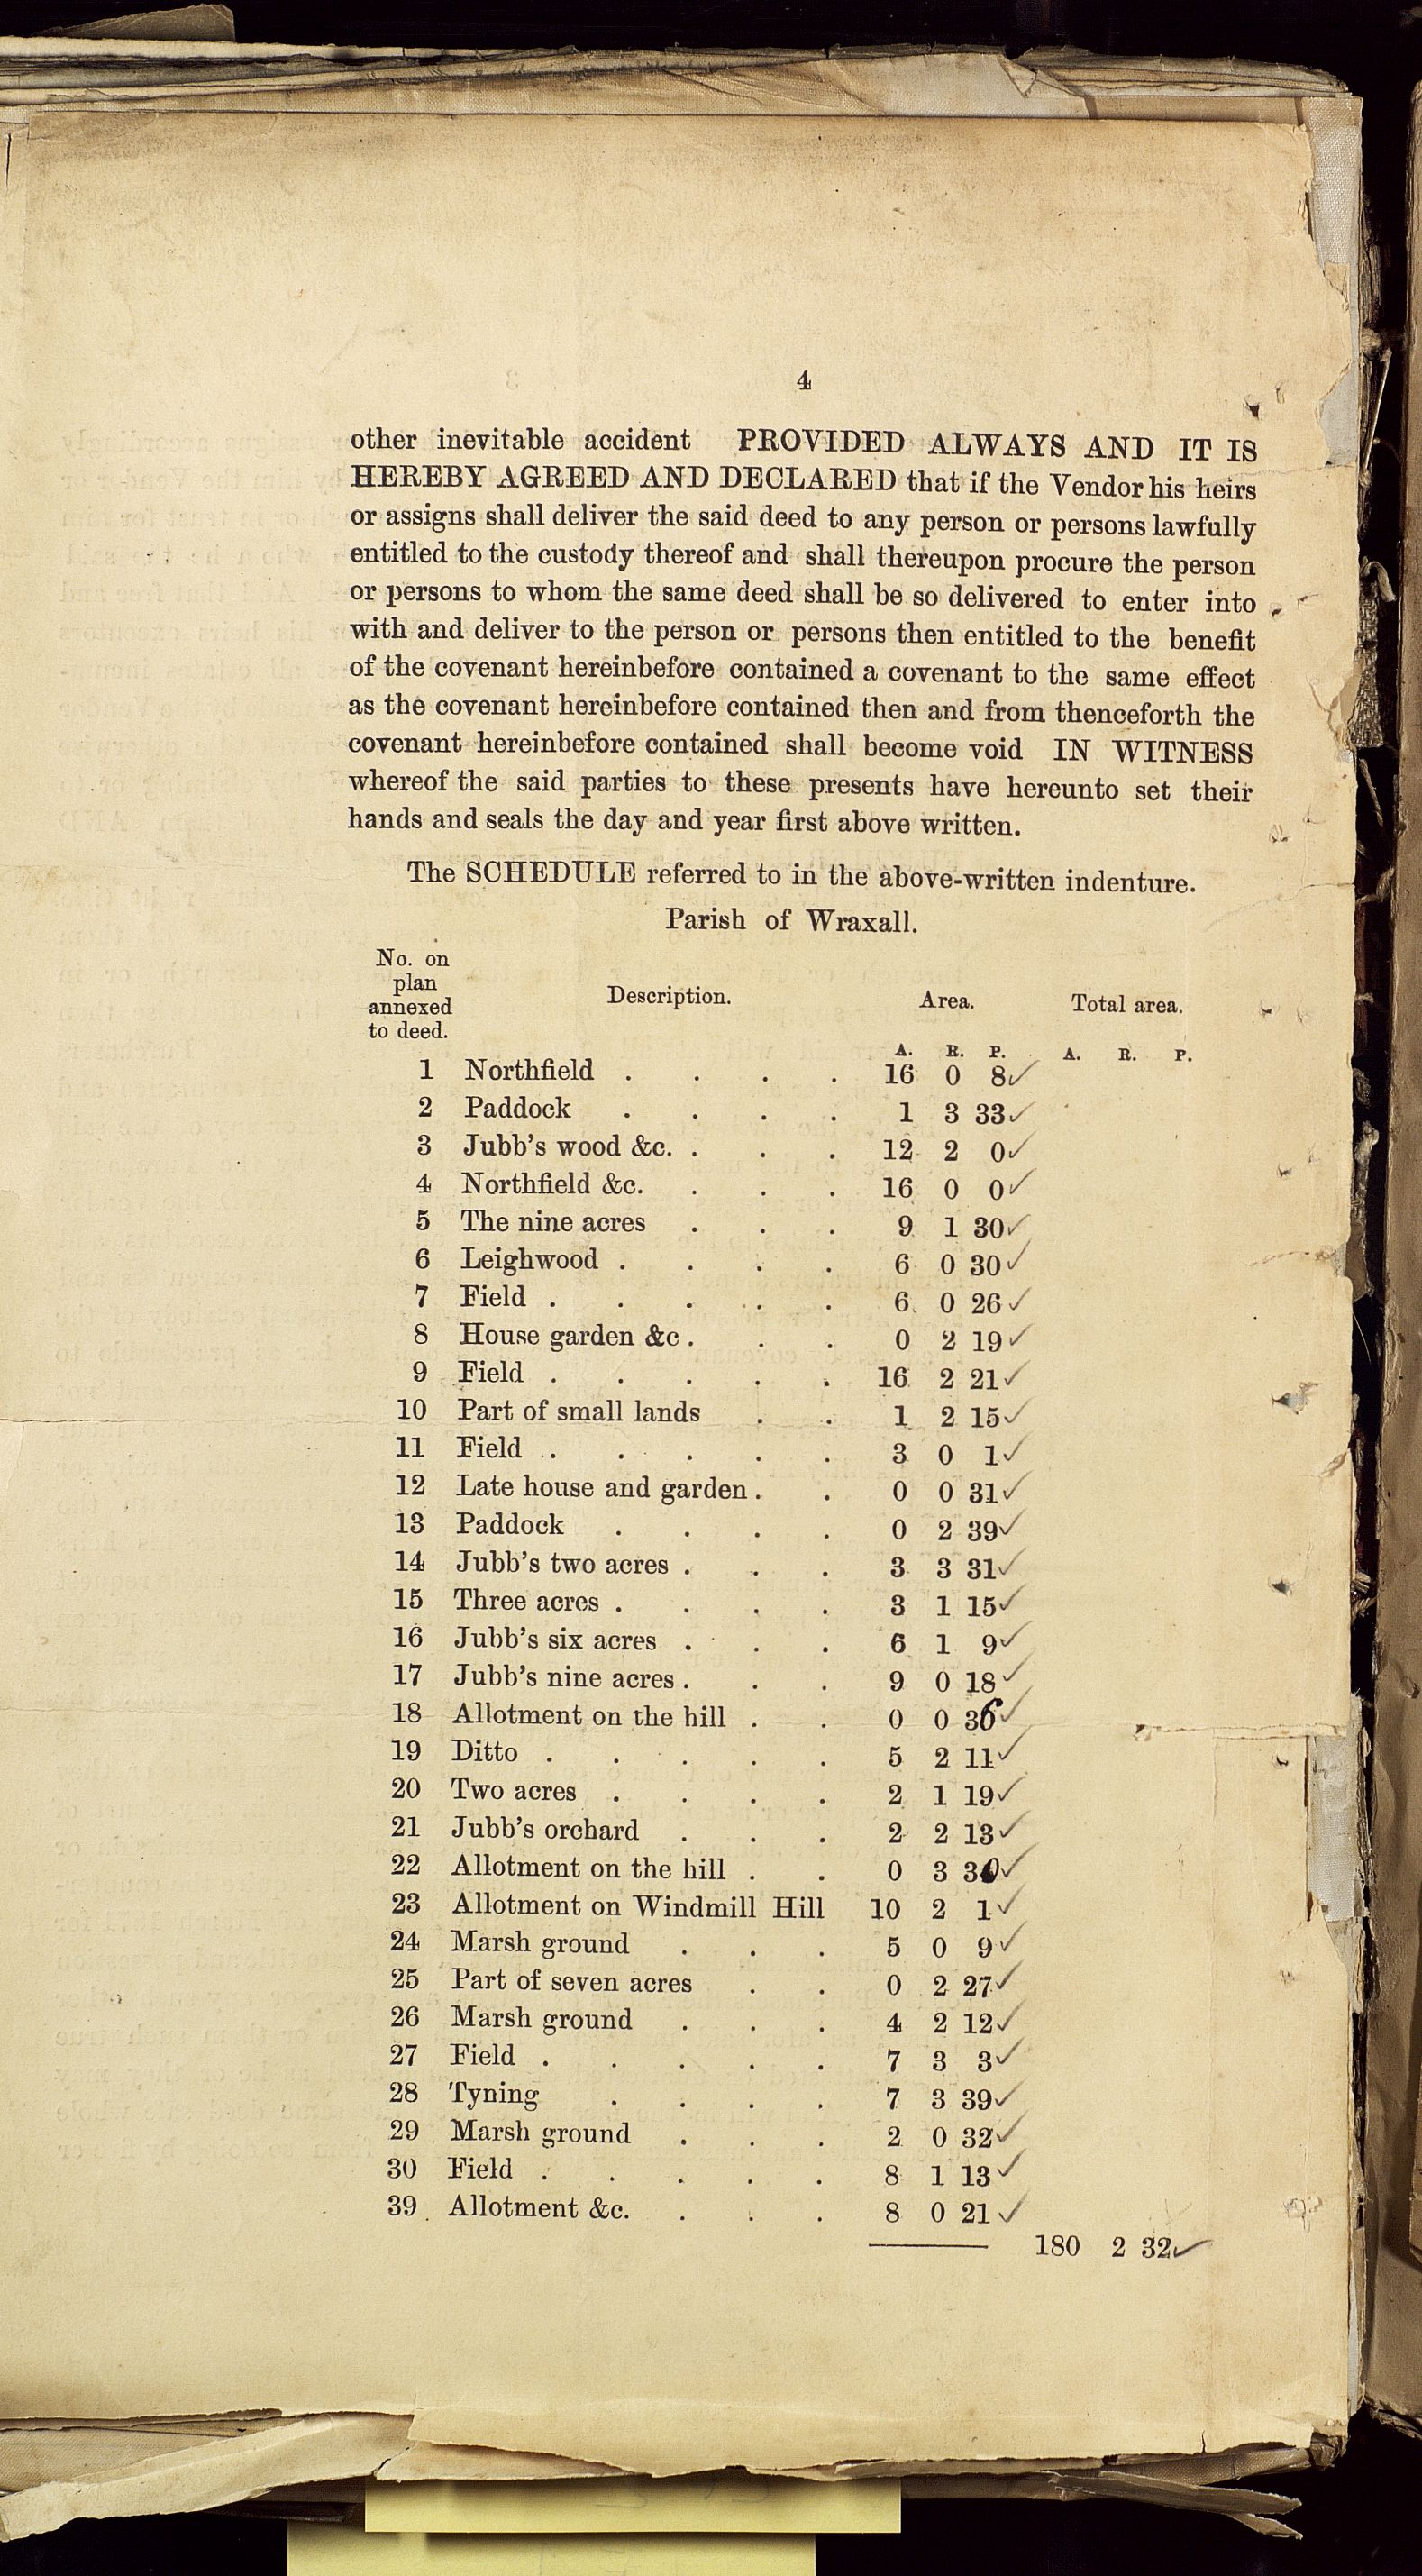 4
other inevitable accident PROVIDED ALWAYS AND IT IS
HEREBY AGREED AND DECLARED that if the Vendor his heirs
or assigns shall deliver the said deed to any person or persons lawfully
entitled to the custody thereof and shall thereupon procure the person
or persons to whom the same deed shall be so delivered to enter into
with and deliver to the person or persons then entitled to the benefit
of the covenant hereinbefore contained a covenant to the same effect
as the covenant hereinbefore contained then and from thenceforth the
covenant hereinbefore contained shall become void IN WITNESS
whereof the said parties to these presents have hereunto set their
hands and seals the day and year first above written.
The SCHEDULE referred to in the above-written indenture.
Parish of Wraxall.
No. on
plan
annexed
to deed.
Description. Area. Total area.
A. R. P. A. R. P.
1 Northfield . . . . 16 0 8✓
2 Paddock . . . . 1 3 33✓
3 Jubb's wood &c. . . . 12 2 0✓
4 Northfield &c. . . . 16 0 0✓
5 The nine acres . . . 9 1 30✓
6 Leighwood . . . . 6 0 30✓
7 Field . . . . . 6 0 26✓
8 House garden &c . . . 0 2 19✓
9 Field . . . . . 16 2 21✓
10 Part of small lands . . 1 2 15✓
11 Field . . . . . 3 0 1✓
12 Late house and garden . . 0 0 31✓
13 Paddock . . . . 0 2 39✓
14 Jubb's two acres . . . 3 3 31✓
15 Three acres . . . . 3 1 15✓
16 Jubb's six acres . . . 6 1 9✓
17 Jubb's nine acres . . . 9 0 18✓
18 Allotment on the hill . . 0 0 36✓
19 Ditto . . . . . 5 2 11✓
20 Two acres . . . . 2 1 19✓
21 Jubb's orchard . . . 2 2 13✓
22 Allotment on the hill . . 0 3 30✓
23 Allotment on Windmill Hill 10 2 1✓
24 Marsh ground . . . 5 0 9✓
25 Part of seven acres . . 0 2 27✓
26 Marsh ground . . . 4 2 12✓
27 Field . . . . . 7 3 3✓
28 Tyning . . . . 7 3 39✓
29 Marsh ground . . . 2 0 32✓
30 Field . . . . . 8 1 13✓
39 Allotment &c. . . . 8 0 21✓
180 2 32✓